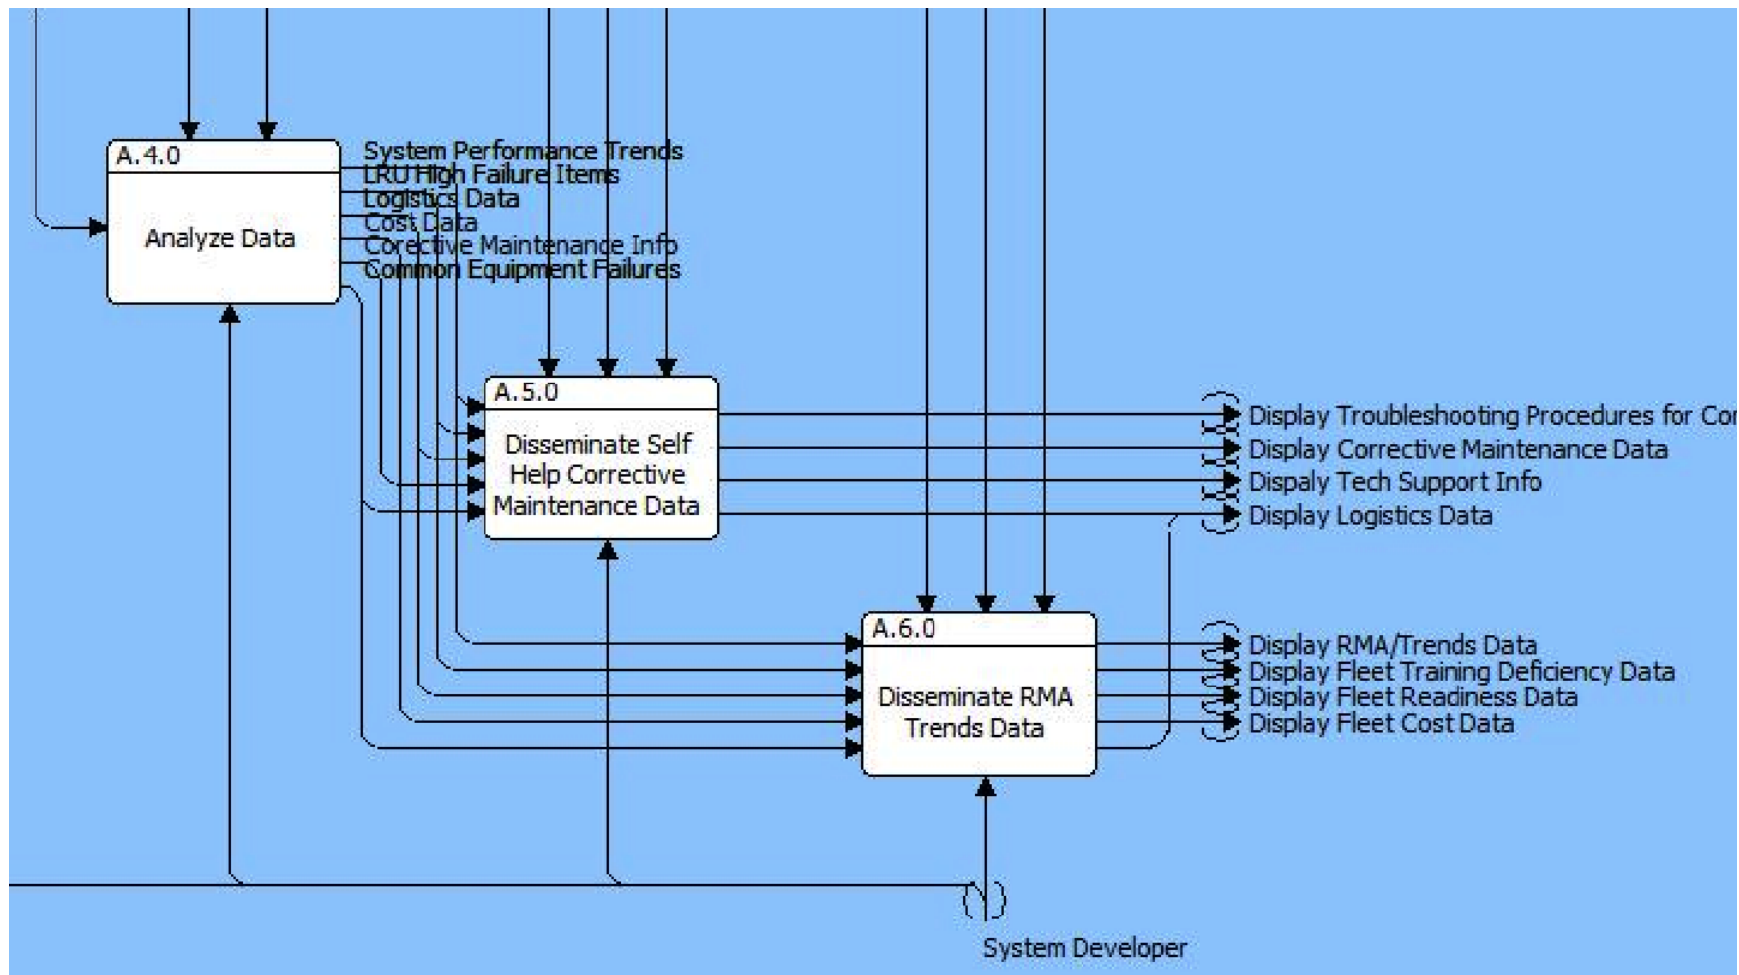 A.4.0
Analyze Data
System Performance Trends
LRU High Failure Items
Logistics Data
Cost Data
Corective Maintenance Info
Common Equipment Failures
A.5.0
Disseminate Self
Help Corrective
Maintenance Data
Display Troubleshooting Procedures for
Display Corrective Maintenance Data
Dispaly Tech Support Info
Display Logistics Data
A.6.0
Disseminate RMA
Trends Data
Display RMA/Trends Data
Display Fleet Training Deficiency Data
Display Fleet Readiness Data
Display Fleet Cost Data
System Developer